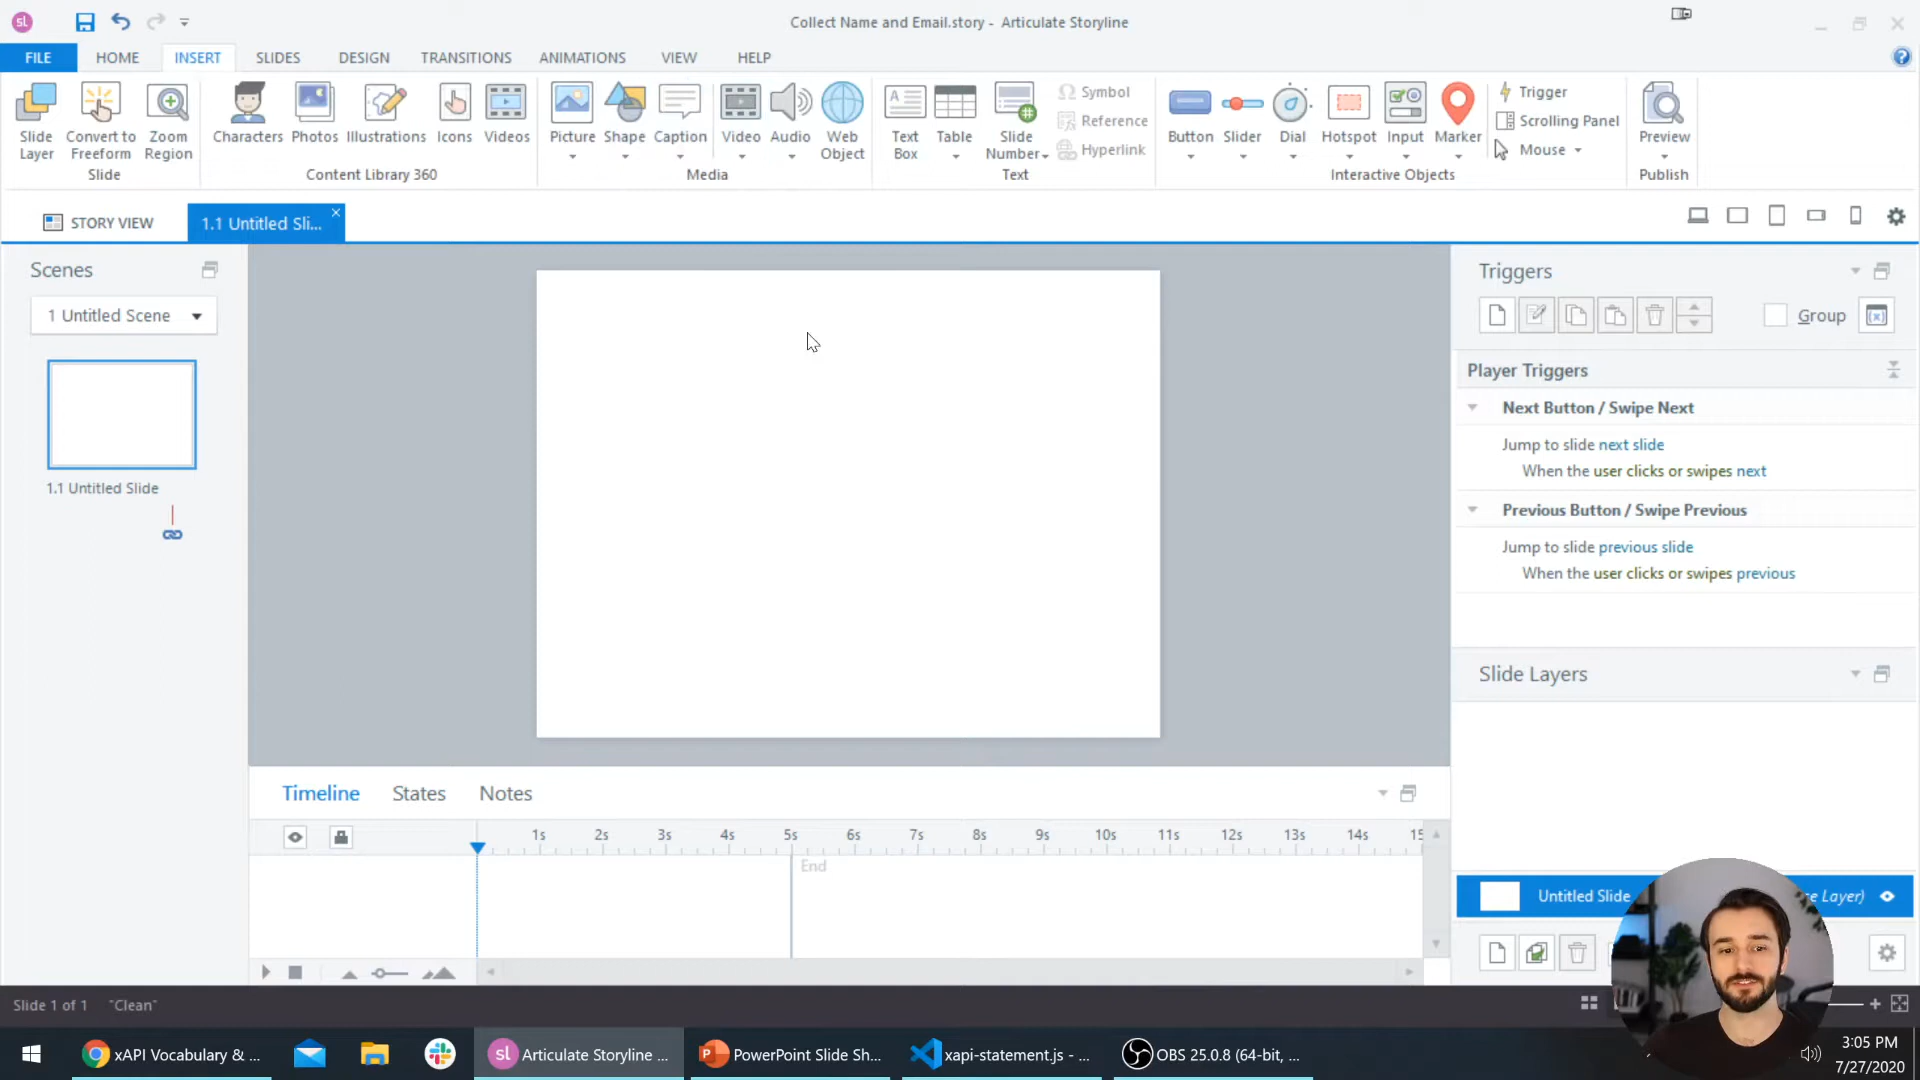 sl
Collect Name and Email.story - Articulate Storyline
FILE HOME INSERT SLIDES DESIGN TRANSITIONS ANIMATIONS VIEW HELP
Slide Layer
Convert to Freeform
Zoom Region
Characters
Photos
Illustrations
Icons
Videos
Picture
Shape
Caption
Video
Audio
Web Object
Text Box
Table
Slide Number
Symbol
Reference
Hyperlink
Button
Slider
Dial
Hotspot
Input
Marker
Trigger
Scrolling Panel
Mouse
Preview
Slide
Content Library 360
Media
Text
Interactive Objects
Publish
STORY VIEW
1.1 Untitled Sli...
Scenes
1 Untitled Scene
1.1 Untitled Slide
Triggers
Group
Player Triggers
Next Button / Swipe Next
Jump to slide next slide
When the user clicks or swipes next
Previous Button / Swipe Previous
Jump to slide previous slide
When the user clicks or swipes previous
Slide Layers
Untitled Slide
se Layer)
Timeline States Notes
1s 2s 3s 4s 5s 6s 7s 8s 9s 10s 11s 12s 13s 14s 15
End
Slide 1 of 1 "Clean"
xAPI Vocabulary & ...
sl Articulate Storyline ...
PowerPoint Slide Sh...
xapi-statement.js - ...
OBS 25.0.8 (64-bit, ...
3:05 PM
7/27/2020